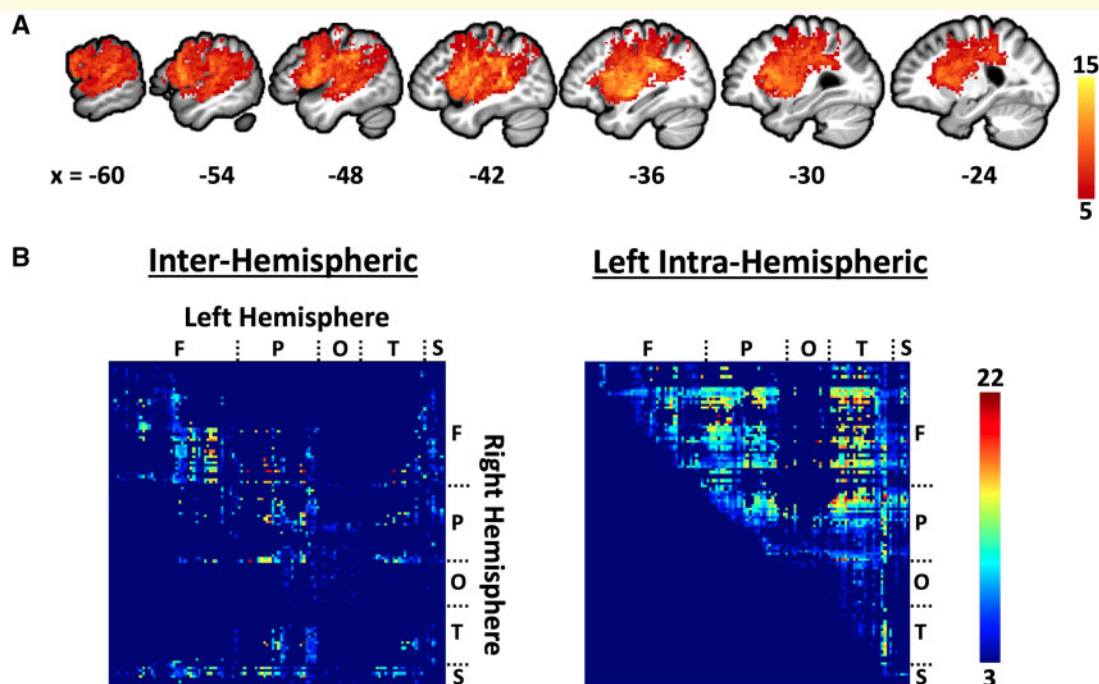 A
15
x = -60 -54 -48 -42 -36 -30 -24
5
B
Inter-Hemispheric
Left Hemisphere
F P O T S
F
P
O
T
S
Right Hemisphere
Left Intra-Hemispheric
F P O T S
F
P
O
T
S
22
3